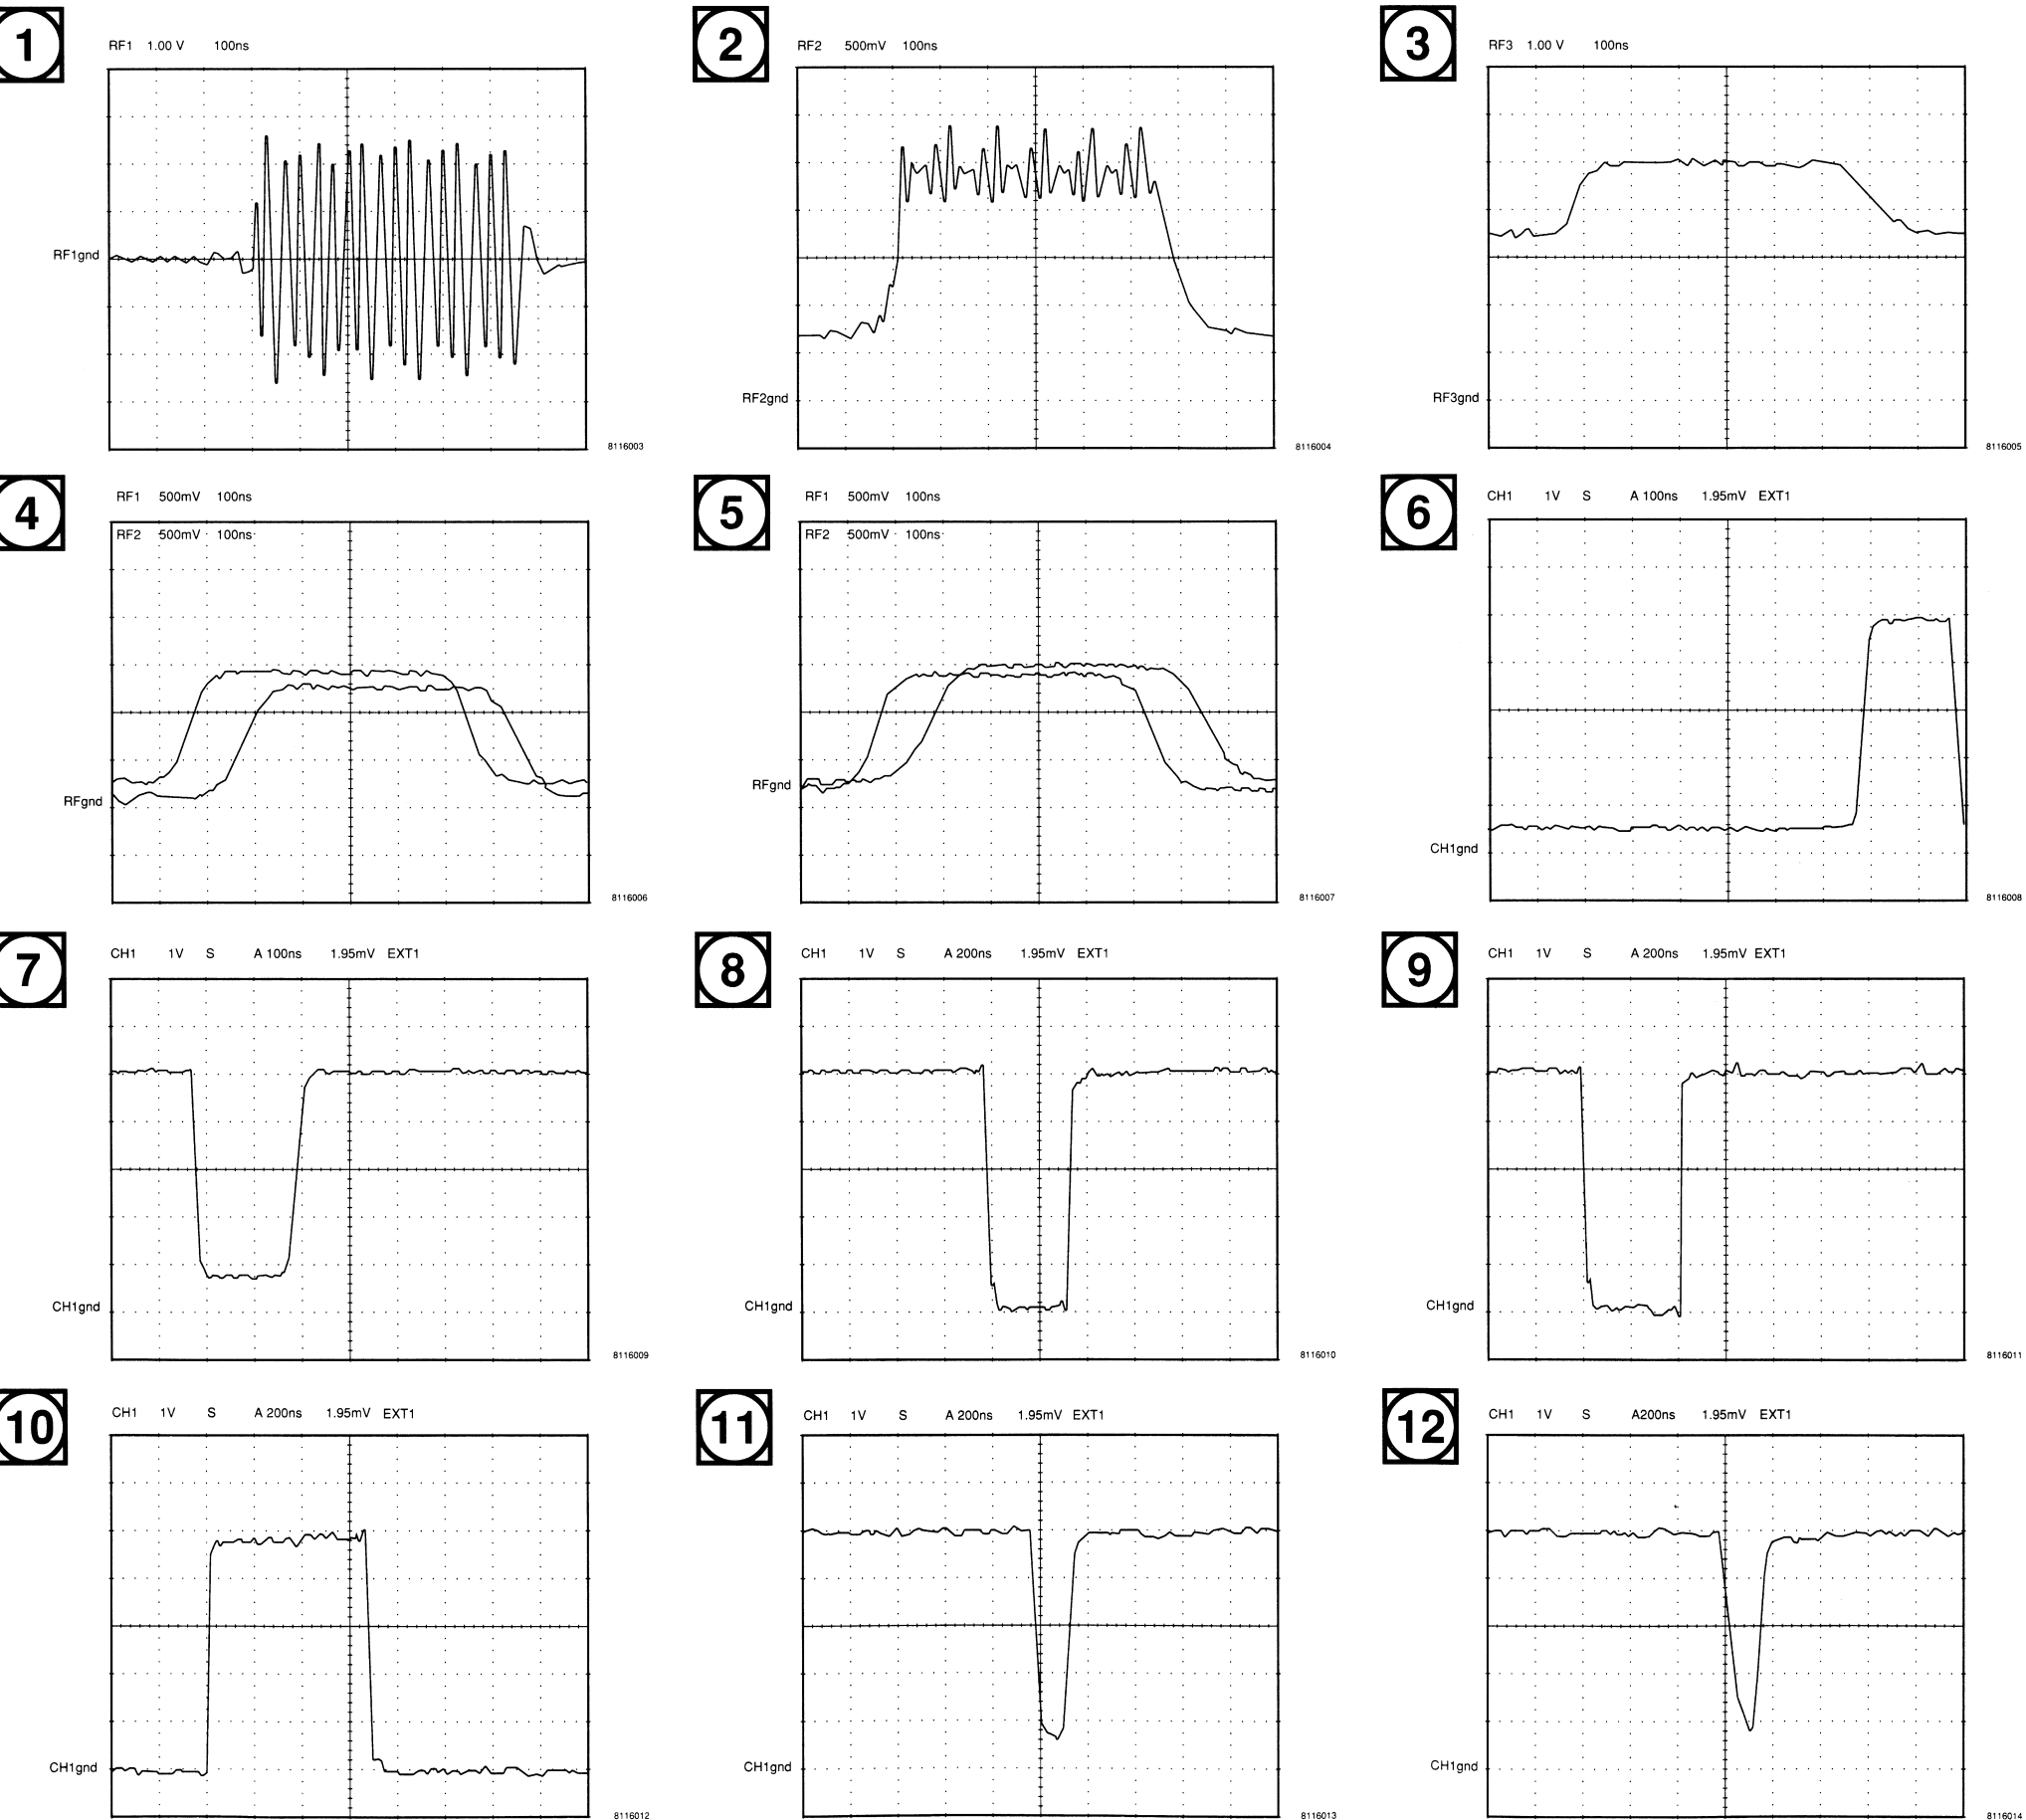 1
RF1 1.00 V 100ns
RF1gnd
8116003
2
RF2 500mV 100ns
RF2gnd
8116004
3
RF3 1.00 V 100ns
RF3gnd
8116005
4
RF1 500mV 100ns
RF2 500mV 100ns
RFgnd
8116006
5
RF1 500mV 100ns
RF2 500mV 100ns
RFgnd
8116007
6
CH1 1V S A 100ns 1.95mV EXT1
CH1gnd
8116008
7
CH1 1V S A 100ns 1.95mV EXT1
CH1gnd
8116009
8
CH1 1V S A 200ns 1.95mV EXT1
CH1gnd
8116010
9
CH1 1V S A 200ns 1.95mV EXT1
CH1gnd
8116011
10
CH1 1V S A 200ns 1.95mV EXT1
CH1gnd
8116012
11
CH1 1V S A 200ns 1.95mV EXT1
CH1gnd
8116013
12
CH1 1V S A200ns 1.95mV EXT1
CH1gnd
8116014